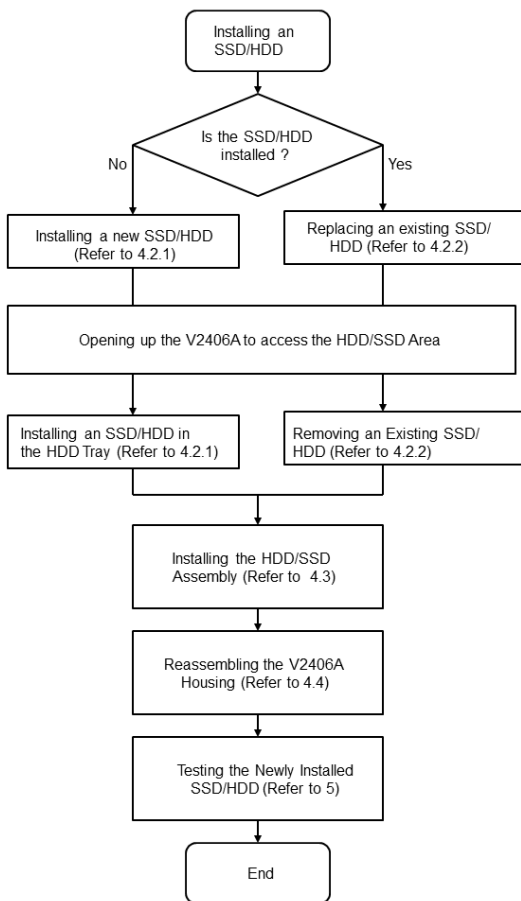 Installing an
SSD/HDD
Is the SSD/HDD
installed ?
No
Yes
Installing a new SSD/HDD
(Refer to 4.2.1)
Replacing an existing SSD/
HDD (Refer to 4.2.2)
Opening up the V2406A to access the HDD/SSD Area
Installing an SSD/HDD in
the HDD Tray (Refer to 4.2.1)
Removing an Existing SSD/
HDD (Refer to 4.2.2)
Installing the HDD/SSD
Assembly (Refer to 4.3)
Reassembling the V2406A
Housing (Refer to 4.4)
Testing the Newly Installed
SSD/HDD (Refer to 5)
End